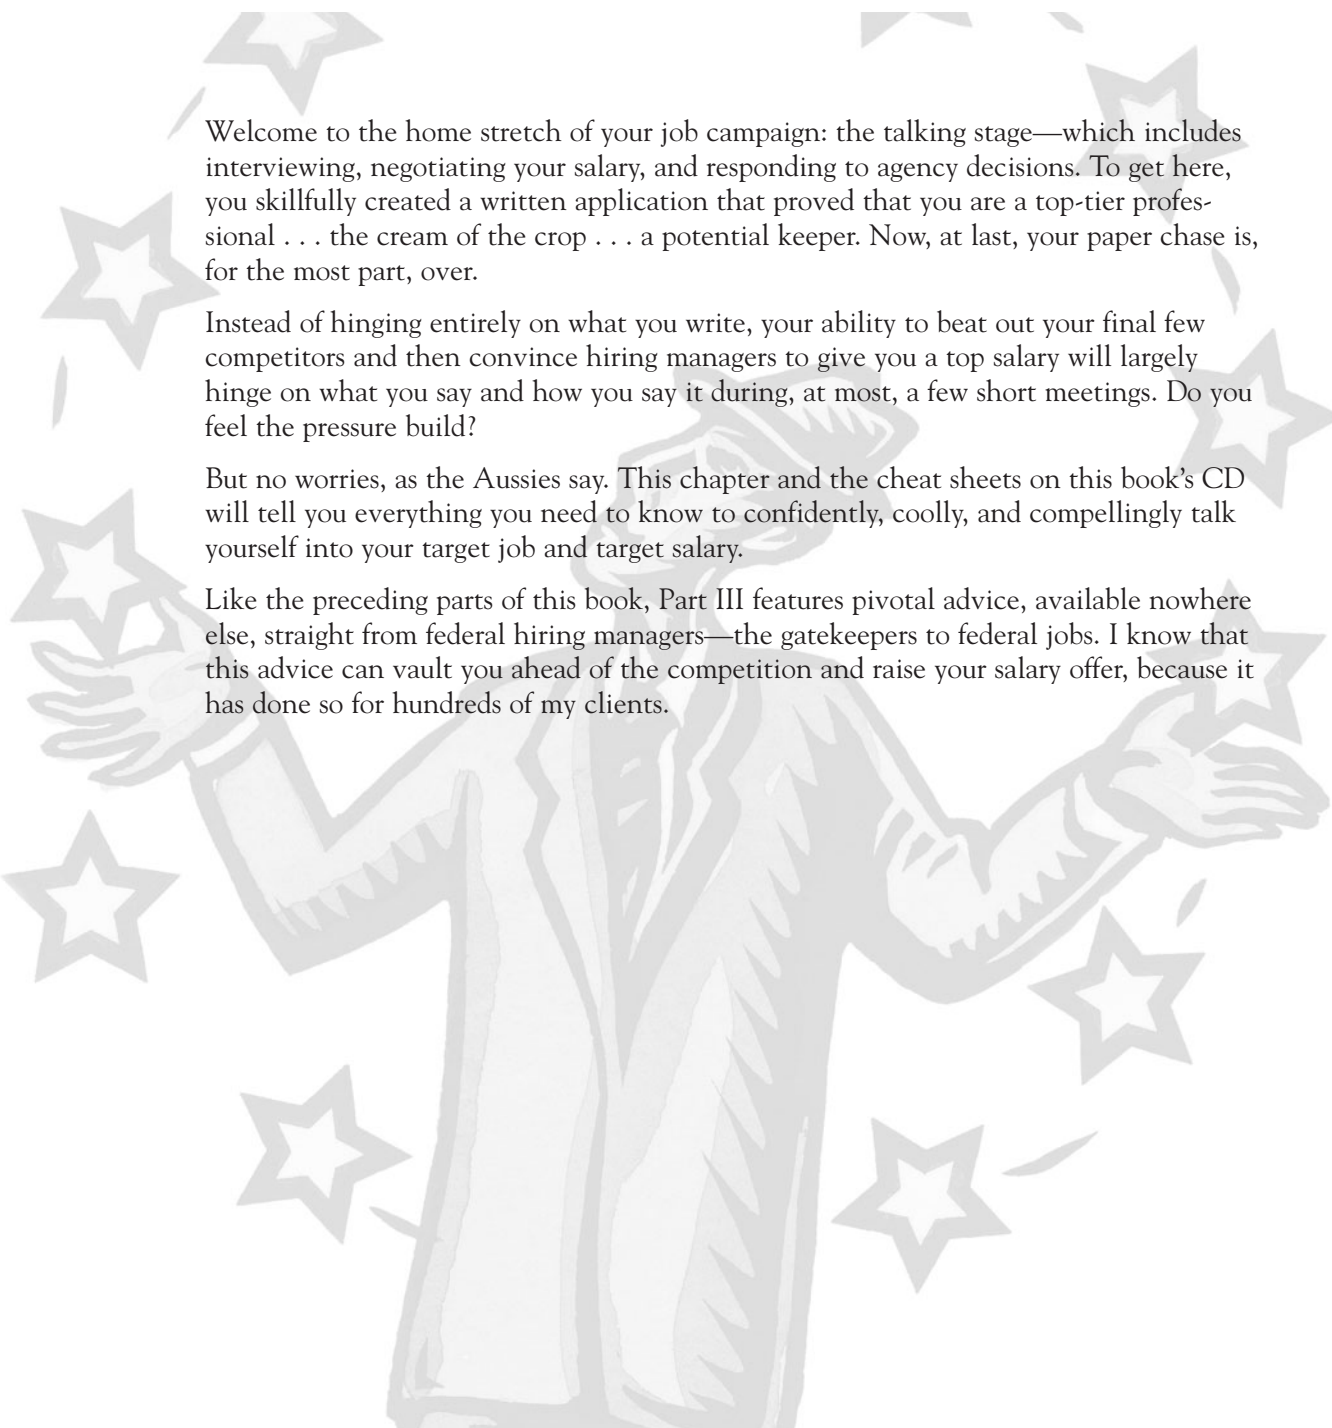 Welcome to the home stretch of your job campaign: the talking stage—which includes
interviewing, negotiating your salary, and responding to agency decisions. To get here,
you skillfully created a written application that proved that you are a top-tier profes-
sional . . . the cream of the crop . . . a potential keeper. Now, at last, your paper chase is,
for the most part, over.
Instead of hinging entirely on what you write, your ability to beat out your final few
competitors and then convince hiring managers to give you a top salary will largely
hinge on what you say and how you say it during, at most, a few short meetings. Do you
feel the pressure build?
But no worries, as the Aussies say. This chapter and the cheat sheets on this book’s CD
will tell you everything you need to know to confidently, coolly, and compellingly talk
yourself into your target job and target salary.
Like the preceding parts of this book, Part III features pivotal advice, available nowhere
else, straight from federal hiring managers—the gatekeepers to federal jobs. I know that
this advice can vault you ahead of the competition and raise your salary offer, because it
has done so for hundreds of my clients.